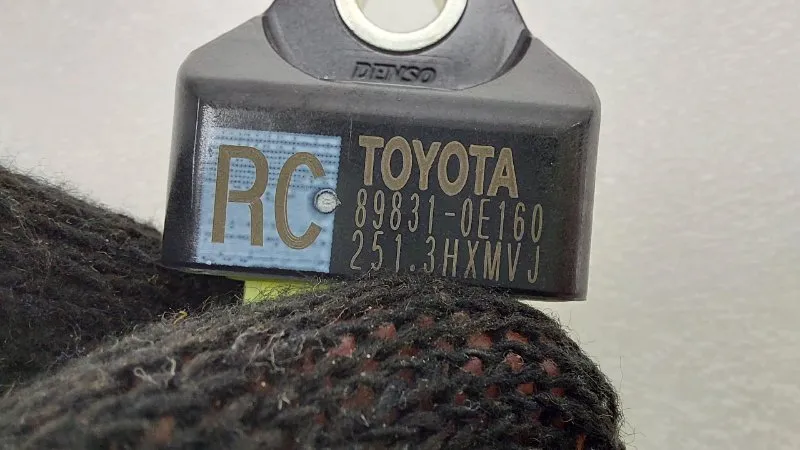 DENSO
RC
TOYOTA
89831-0E160
251.3HXMVJ